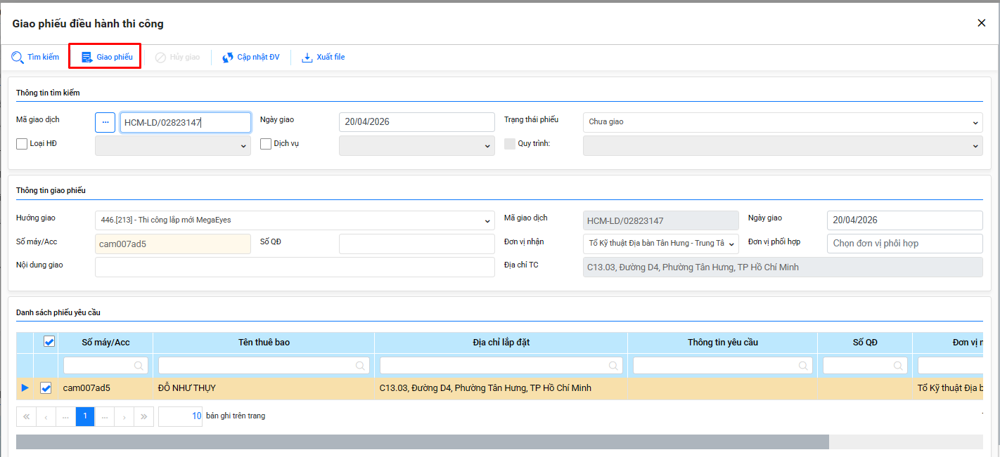 Giao phiếu điều hành thi công
Tìm kiếm Giao phiếu Hủy giao Cập nhật ĐV Xuất file
Thông tin tìm kiếm
Mã giao dịch ... HCM-LD/02823147 Ngày giao 20/04/2026 Trạng thái phiếu Chưa giao
Loại HĐ Dịch vụ Quy trình:
Thông tin giao phiếu
Hướng giao 446.[213] - Thi công lắp mới MegaEyes Mã giao dịch HCM-LD/02823147 Ngày giao 20/04/2026
Số máy/Acc cam007ad5 Số QĐ Đơn vị nhận Tổ Kỹ thuật Địa bàn Tân Hưng - Trung Tâ Đơn vị phối hợp Chọn đơn vị phối hợp
Nội dung giao Địa chỉ TC C13.03, Đường D4, Phường Tân Hưng, TP Hồ Chí Minh
Danh sách phiếu yêu cầu
Số máy/Acc Tên thuê bao Địa chỉ lắp đặt Thông tin yêu cầu Số QĐ Đơn vị
cam007ad5 ĐỖ NHƯ THỤY C13.03, Đường D4, Phường Tân Hưng, TP Hồ Chí Minh Tổ Kỹ thuật Địa
« ‹ ... 1 ... › » 10 bản ghi trên trang